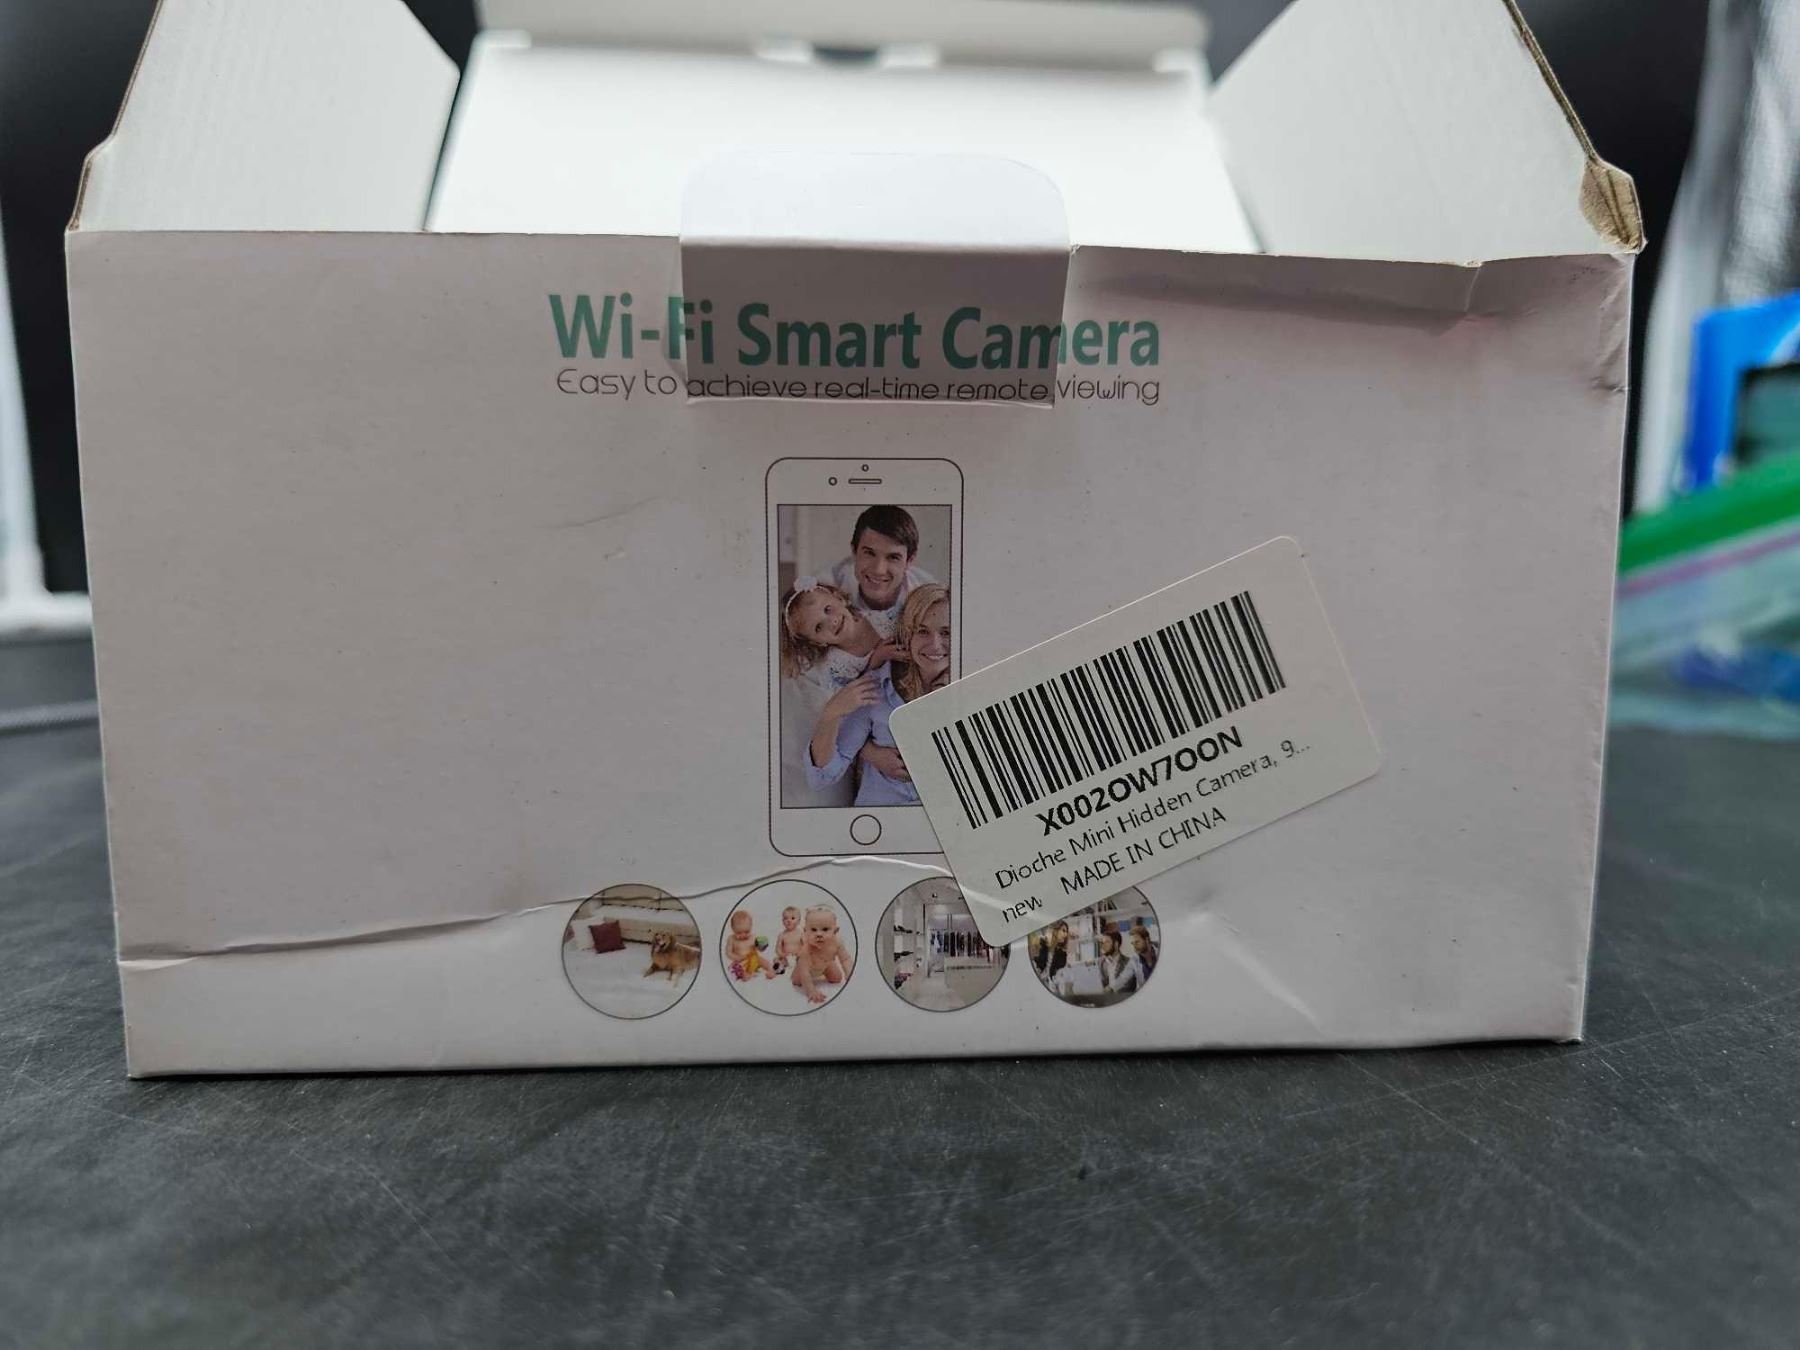 Wi-Fi Smart Camera
Easy to achieve real-time remote viewing
X002OW7OON
Dioche Mini Hidden Camera, 9...
new MADE IN CHINA